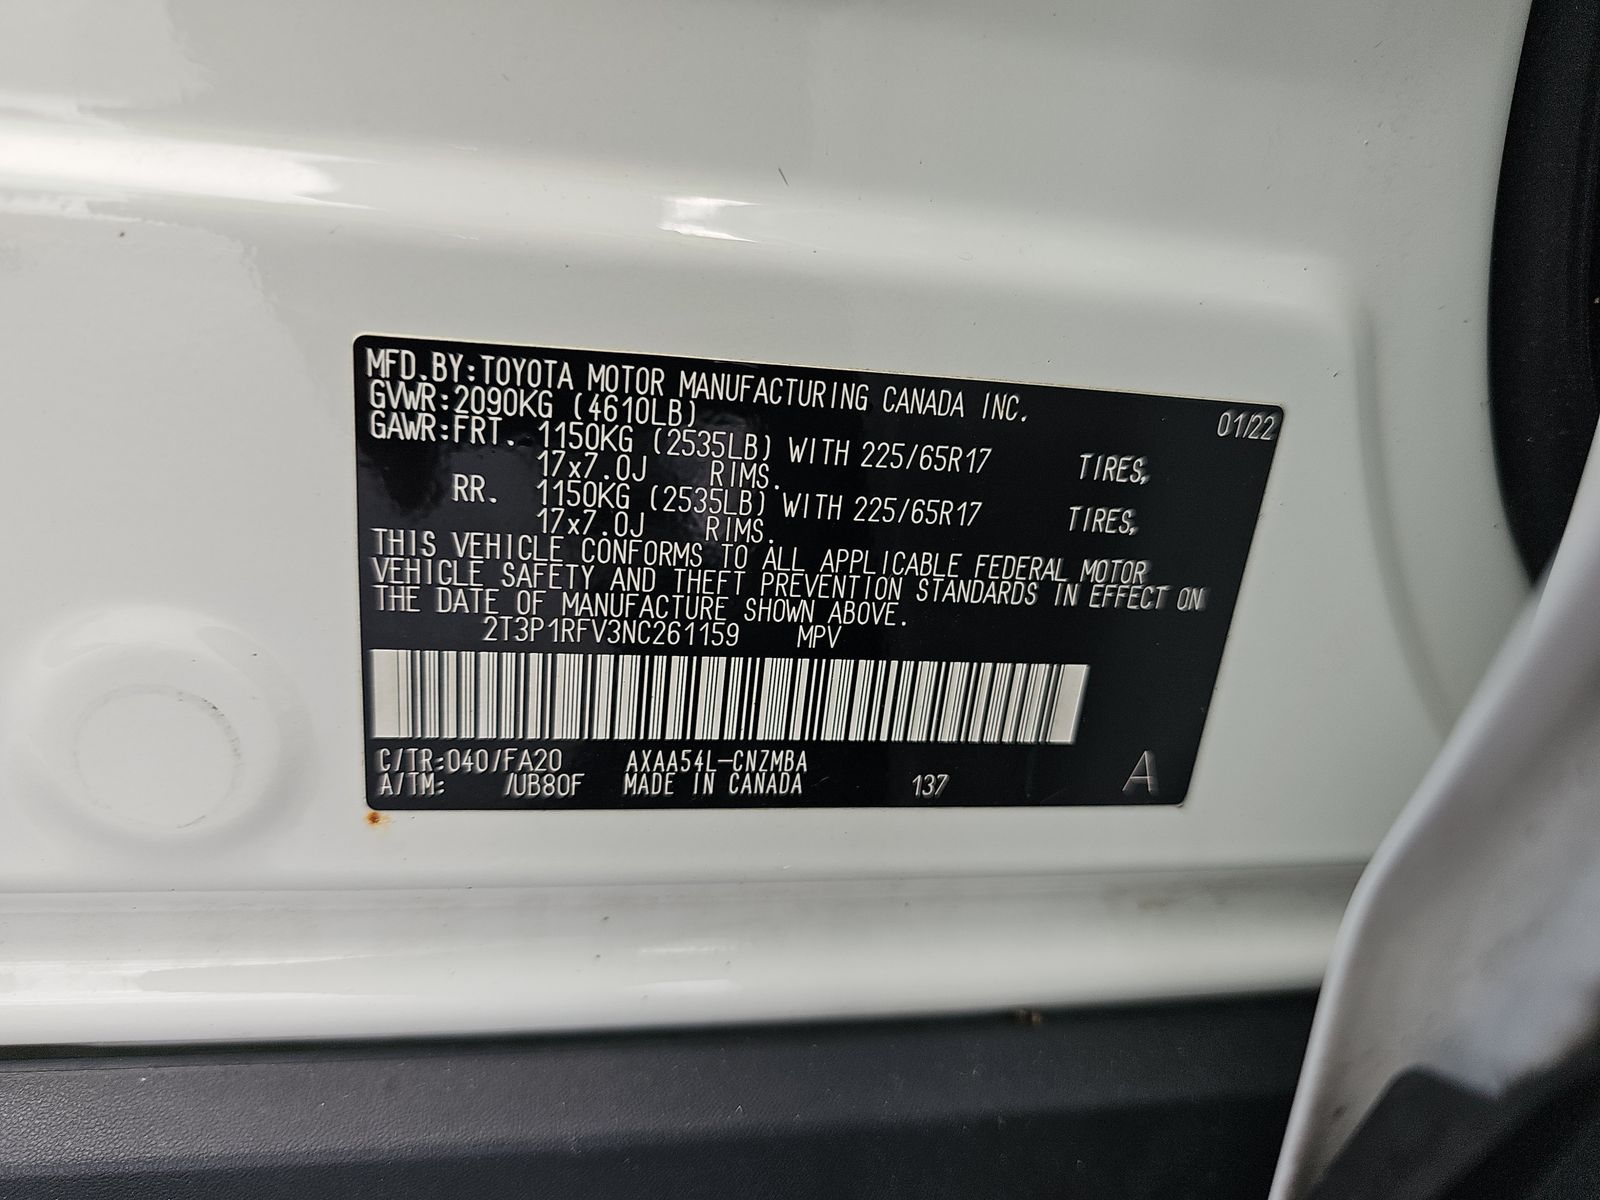 MFD.BY:TOYOTA MOTOR MANUFACTURING CANADA INC. 01/22
GVWR:2090KG (4610LB)
GAWR:FRT. 1150KG (2535LB) WITH 225/65R17 TIRES,
17x7.0J RIMS.
RR. 1150KG (2535LB) WITH 225/65R17 TIRES,
17x7.0J RIMS.
THIS VEHICLE CONFORMS TO ALL APPLICABLE FEDERAL MOTOR
VEHICLE SAFETY AND THEFT PREVENTION STANDARDS IN EFFECT ON
THE DATE OF MANUFACTURE SHOWN ABOVE.
2T3P1RFV3NC261159 MPV
C/TR:040/FA20 AXAA54L-CNZMBA
A/TM: /UB80F MADE IN CANADA 137 A